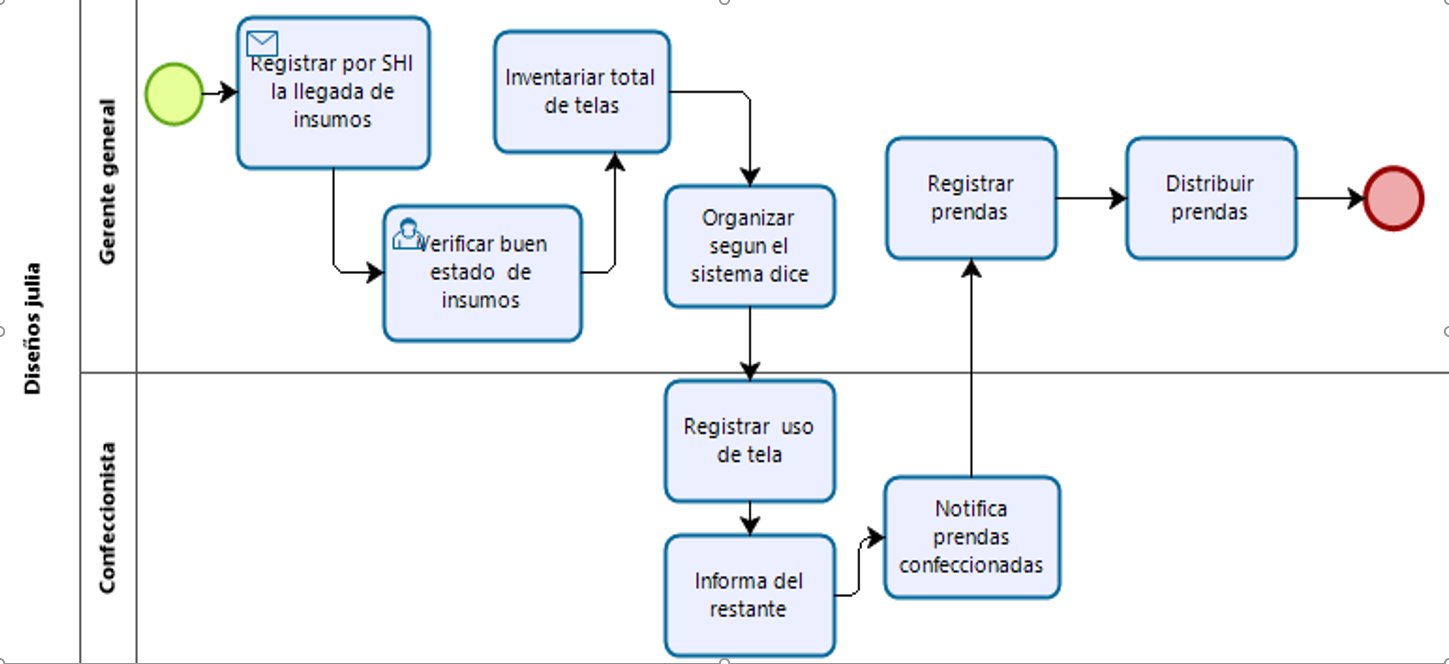 Diseños julia
Gerente general
Registrar por SHI
la llegada de
insumos
Verificar buen
estado de
insumos
Inventariar total
de telas
Organizar
segun el
sistema dice
Registrar
prendas
Distribuir
prendas
Confeccionista
Registrar uso
de tela
Informa del
restante
Notifica
prendas
confeccionadas